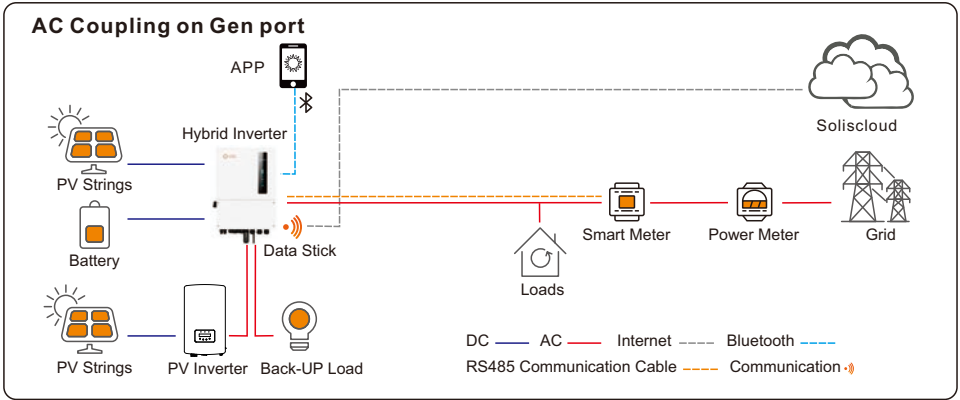 AC Coupling on Gen port
APP
Soliscloud
Hybrid Inverter
PV Strings
Battery
Data Stick
Loads
Smart Meter
Power Meter
Grid
PV Strings
PV Inverter
Back-UP Load
DC AC Internet Bluetooth
RS485 Communication Cable Communication